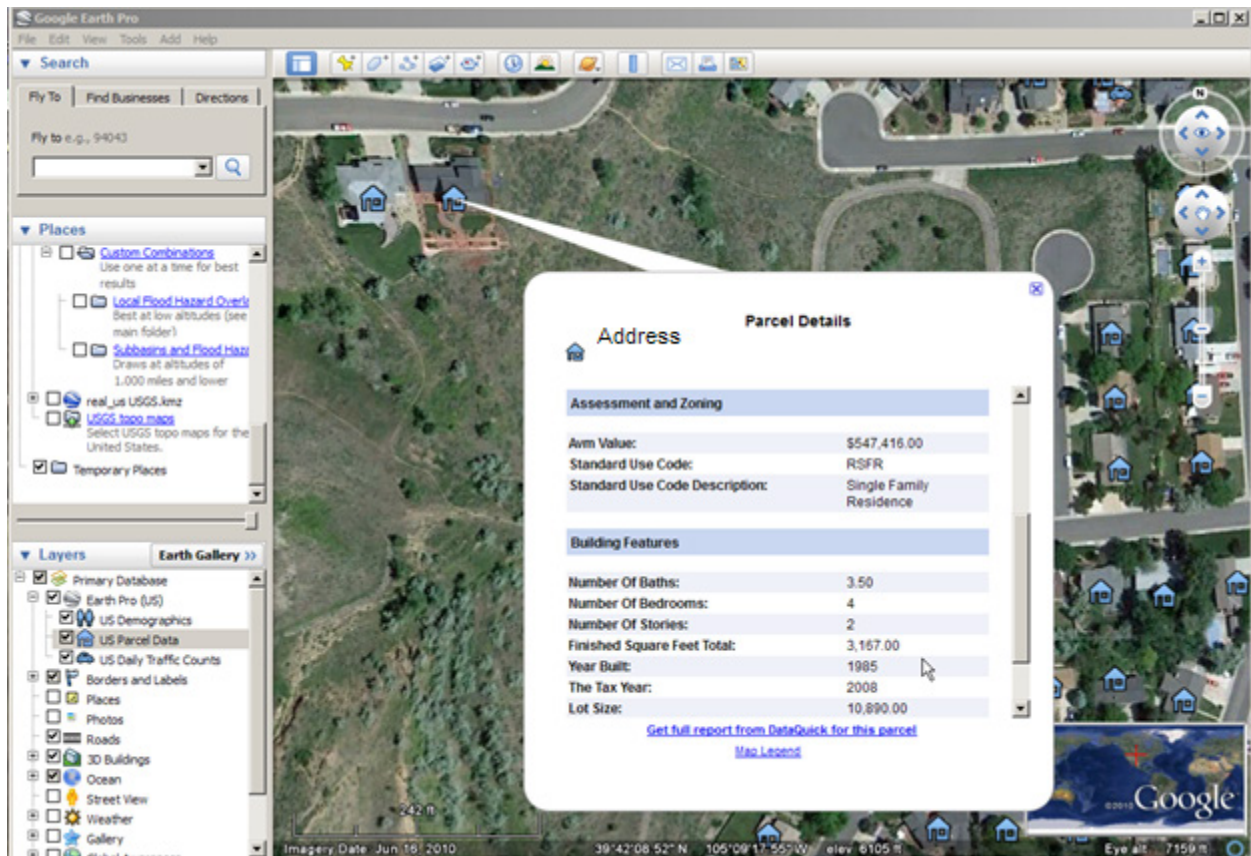 Google Earth Pro
File Edit View Tools Add Help
Search
Fly To Find Businesses Directions
Fly to e.g., 94043
Places
Custom Combinations
Use one at a time for best
results
Local Flood Hazard Overla
Best at low altitudes (see
main folder)
Subbasins and Flood Haza
Draws at altitudes of
1,000 miles and lower
real_us USGS.kmz
USGS topo maps
Select USGS topo maps for the
United States.
Temporary Places
Layers Earth Gallery >>
Primary Database
Earth Pro (US)
US Demographics
US Parcel Data
US Daily Traffic Counts
Borders and Labels
Places
Photos
Roads
3D Buildings
Ocean
Street View
Weather
Gallery
N
Parcel Details
Address
Assessment and Zoning
Avm Value: $547,416.00
Standard Use Code: RSFR
Standard Use Code Description: Single Family
Residence
Building Features
Number Of Baths: 3.50
Number Of Bedrooms: 4
Number Of Stories: 2
Finished Square Feet Total: 3,167.00
Year Built: 1985
The Tax Year: 2008
Lot Size: 10,890.00
Get full report from DataQuick for this parcel
Map Legend
242 ft
©2010 Google
Imagery Date: Jun 16, 2010 39°42'08.52" N 105°09'17.55" W elev 6105 ft Eye alt 7159 ft